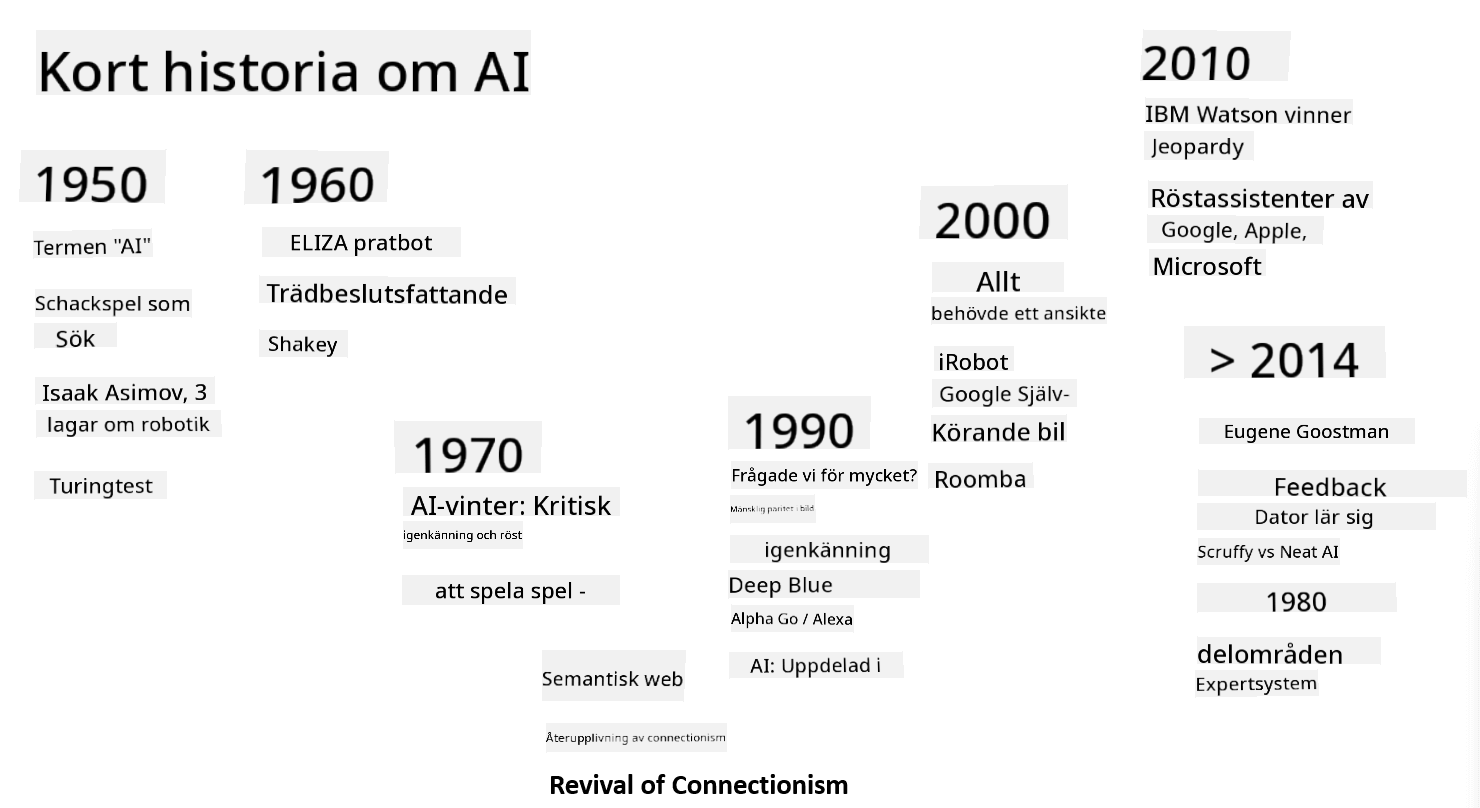 Kort historia om AI
1950
Termen "AI"
Schackspel som
Sök
Isaak Asimov, 3
lagar om robotik
Turingtest
1960
ELIZA pratbot
Trädbeslutsfattande
Shakey
1970
AI-vinter: Kritisk
igenkänning och röst
att spela spel -
Semantisk web
Återupplivning av connectionism
Revival of Connectionism
1990
Frågade vi för mycket?
Mänsklig paritet i bild
igenkänning
Deep Blue
Alpha Go / Alexa
AI: Uppdelad i
2000
Allt
behövde ett ansikte
iRobot
Google Själv-
Körande bil
Roomba
2010
IBM Watson vinner
Jeopardy
Röstassistenter av
Google, Apple,
Microsoft
> 2014
Eugene Goostman
Feedback
Dator lär sig
Scruffy vs Neat AI
1980
delområden
Expertsystem